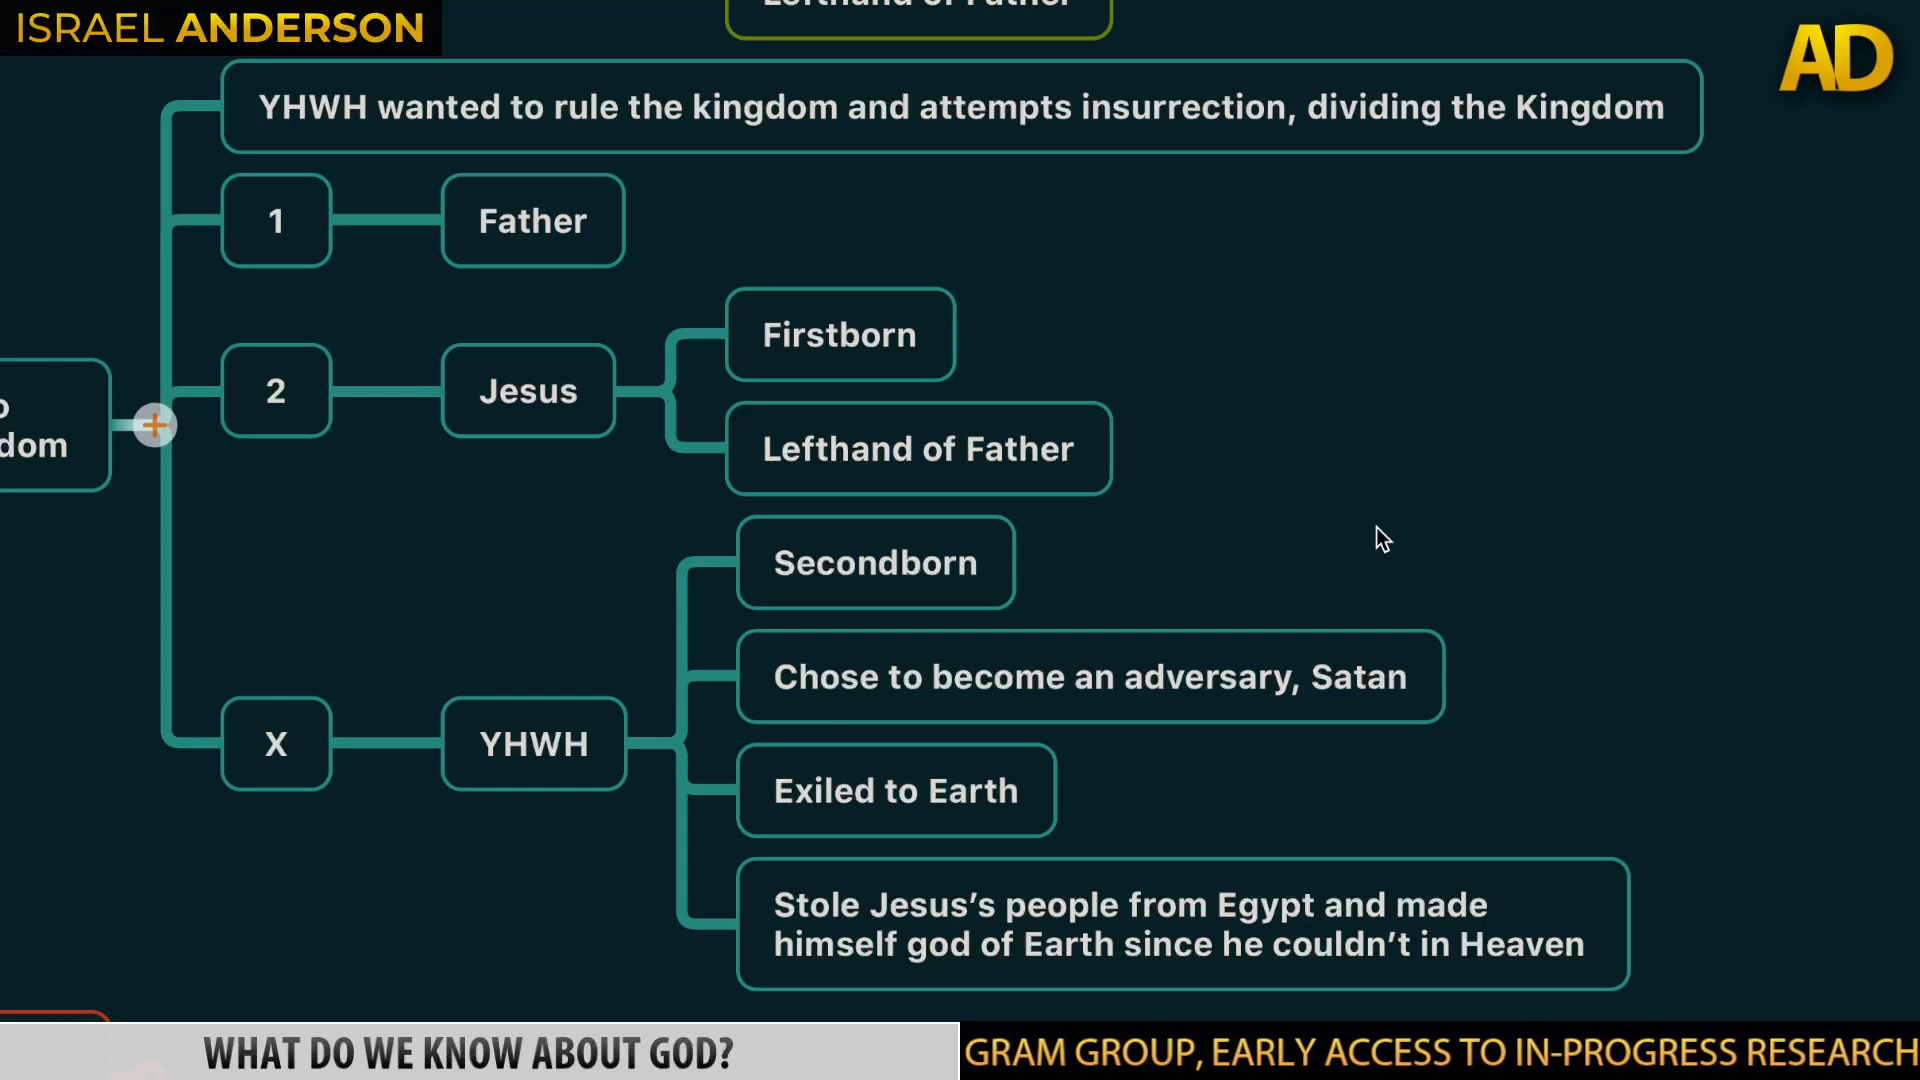 ISRAEL ANDERSON
Lefthand of Father
AD
YHWH wanted to rule the kingdom and attempts insurrection, dividing the Kingdom
1
Father
Firstborn
2
Jesus
dom
Lefthand of Father
Secondborn
Chose to become an adversary, Satan
X
YHWH
Exiled to Earth
Stole Jesus’s people from Egypt and made
himself god of Earth since he couldn’t in Heaven
WHAT DO WE KNOW ABOUT GOD?
GRAM GROUP, EARLY ACCESS TO IN-PROGRESS RESEARCH